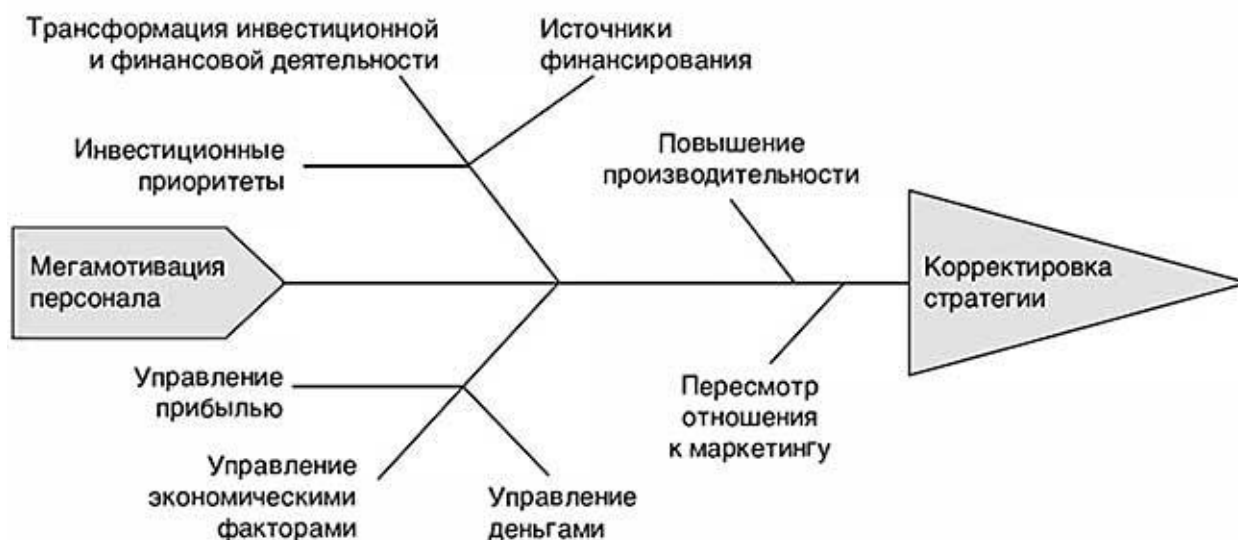 Трансформация инвестиционной
и финансовой деятельности
Источники
финансирования
Инвестиционные
приоритеты
Повышение
производительности
Мегамотивация
персонала
Корректировка
стратегии
Управление
прибылью
Пересмотр
отношения
к маркетингу
Управление
экономическими
факторами
Управление
деньгами